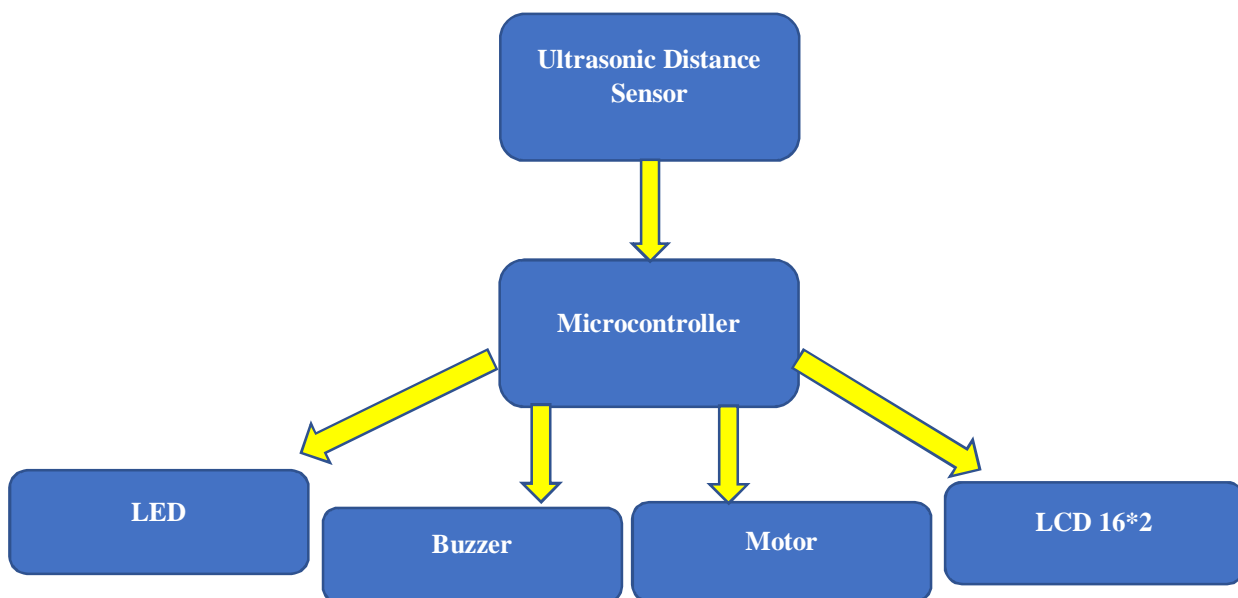 Ultrasonic Distance
Sensor
Microcontroller
LED
Buzzer
Motor
LCD 16*2